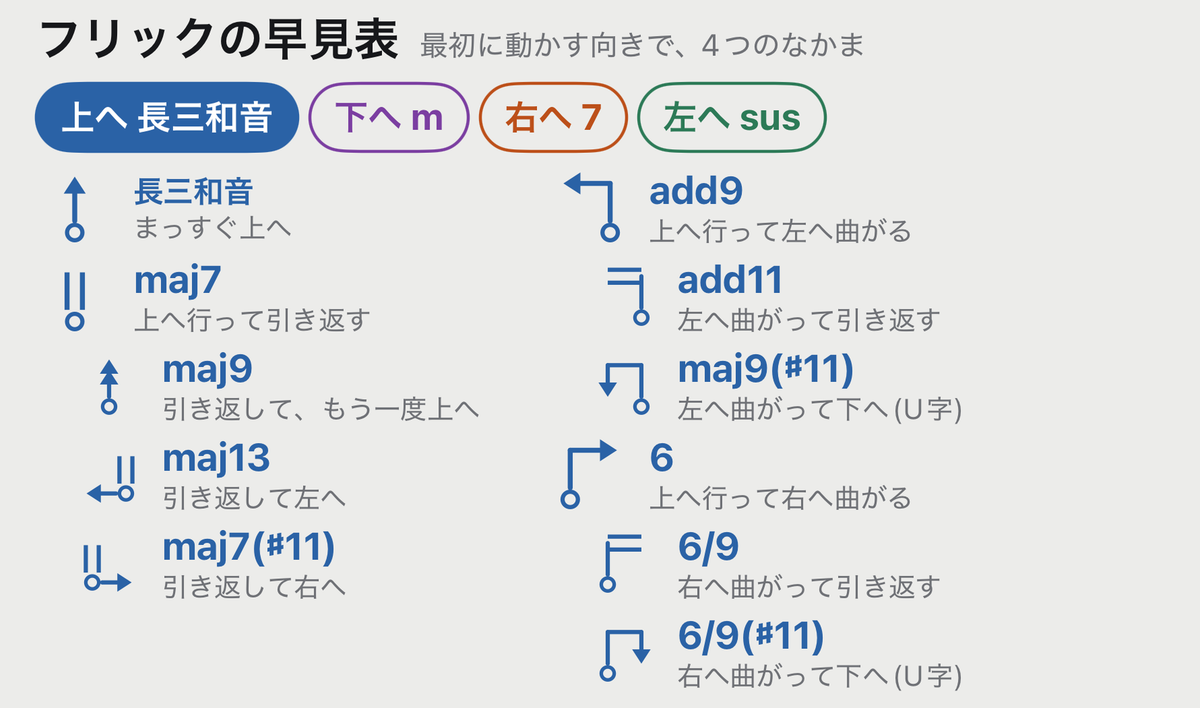 フリックの早見表
最初に動かす向きで、4つのなかま
上へ 長三和音
下へ m
右へ 7
左へ sus
長三和音
まっすぐ上へ
maj7
上へ行って引き返す
maj9
引き返して、もう一度上へ
maj13
引き返して左へ
maj7(#11)
引き返して右へ
add9
上へ行って左へ曲がる
add11
左へ曲がって引き返す
maj9(#11)
左へ曲がって下へ(U字)
6
上へ行って右へ曲がる
6/9
右へ曲がって引き返す
6/9(#11)
右へ曲がって下へ(U字)